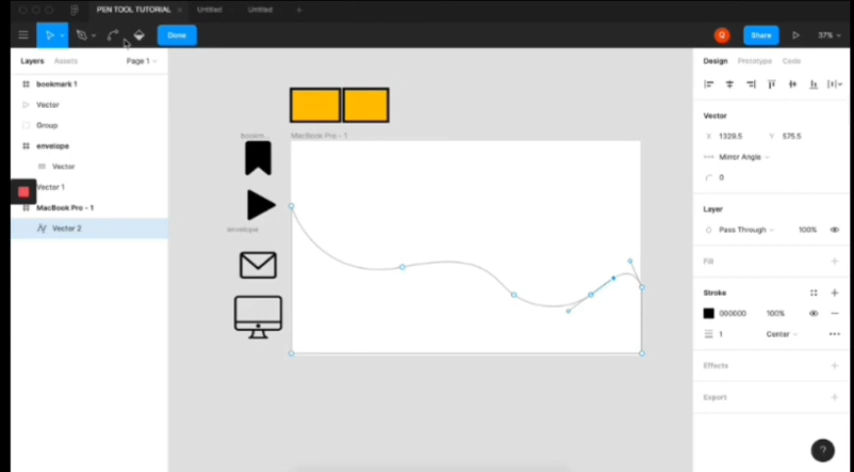 PEN TOOL TUTORIAL × Untitled Untitled +
Done Q Share 37%
Layers Assets Page 1
bookmark 1
Vector
Group
envelope
Vector
Vector 1
MacBook Pro - 1
Vector 2
bookm...
MacBook Pro - 1
envelope
Design Prototype Code
Vector
X 1329.5 Y 575.5
Mirror Angle
0
Layer
Pass Through 100%
Fill +
Stroke +
000000 100%
1 Center
Effects +
Export +
?